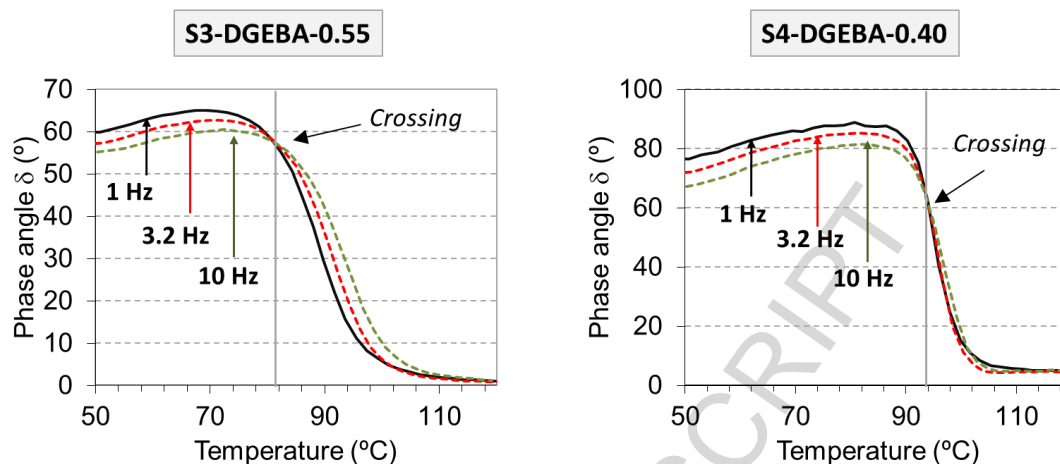 S3-DGEBA-0.55
70
60
50
40
30
20
10
0
Phase angle δ (°)
Crossing
1 Hz
3.2 Hz
10 Hz
50
70
90
110
Temperature (ºC)
S4-DGEBA-0.40
100
80
60
40
20
0
Phase angle δ (°)
Crossing
1 Hz
3.2 Hz
10 Hz
50
70
90
110
Temperature (ºC)
SCRIPT